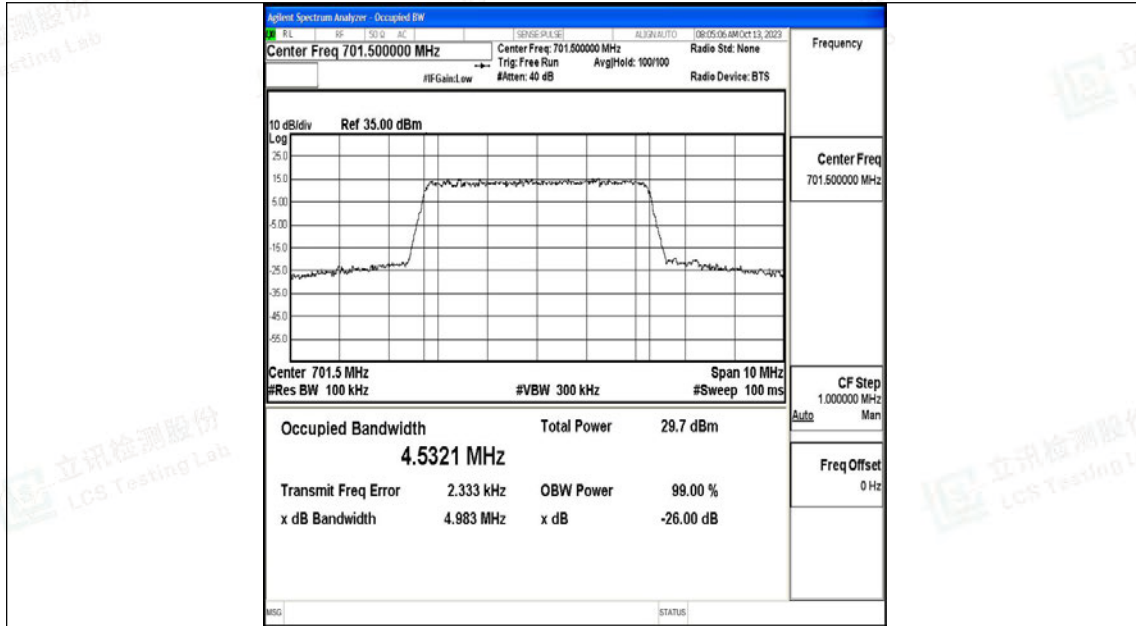 Agilent Spectrum Analyzer - Occupied BW
RL RF 50 Ω AC SENSE:PULSE ALIGN AUTO 08:05:06 AM Oct 13, 2023
Center Freq 701.500000 MHz
Center Freq: 701.500000 MHz
Radio Std: None
Trig: Free Run Avg|Hold: 100/100
#IFGain:Low #Atten: 40 dB Radio Device: BTS
10 dB/div Ref 35.00 dBm
Log
25.0
15.0
5.00
-5.00
-15.0
-25.0
-35.0
-45.0
-55.0
Center 701.5 MHz Span 10 MHz
#Res BW 100 kHz #VBW 300 kHz #Sweep 100 ms
Occupied Bandwidth Total Power 29.7 dBm
4.5321 MHz
Transmit Freq Error 2.333 kHz OBW Power 99.00 %
x dB Bandwidth 4.983 MHz x dB -26.00 dB
MSG STATUS
Frequency
Center Freq
701.500000 MHz
CF Step
1.000000 MHz
Auto Man
Freq Offset
0 Hz
立讯检测股份
LCS Testing Lab